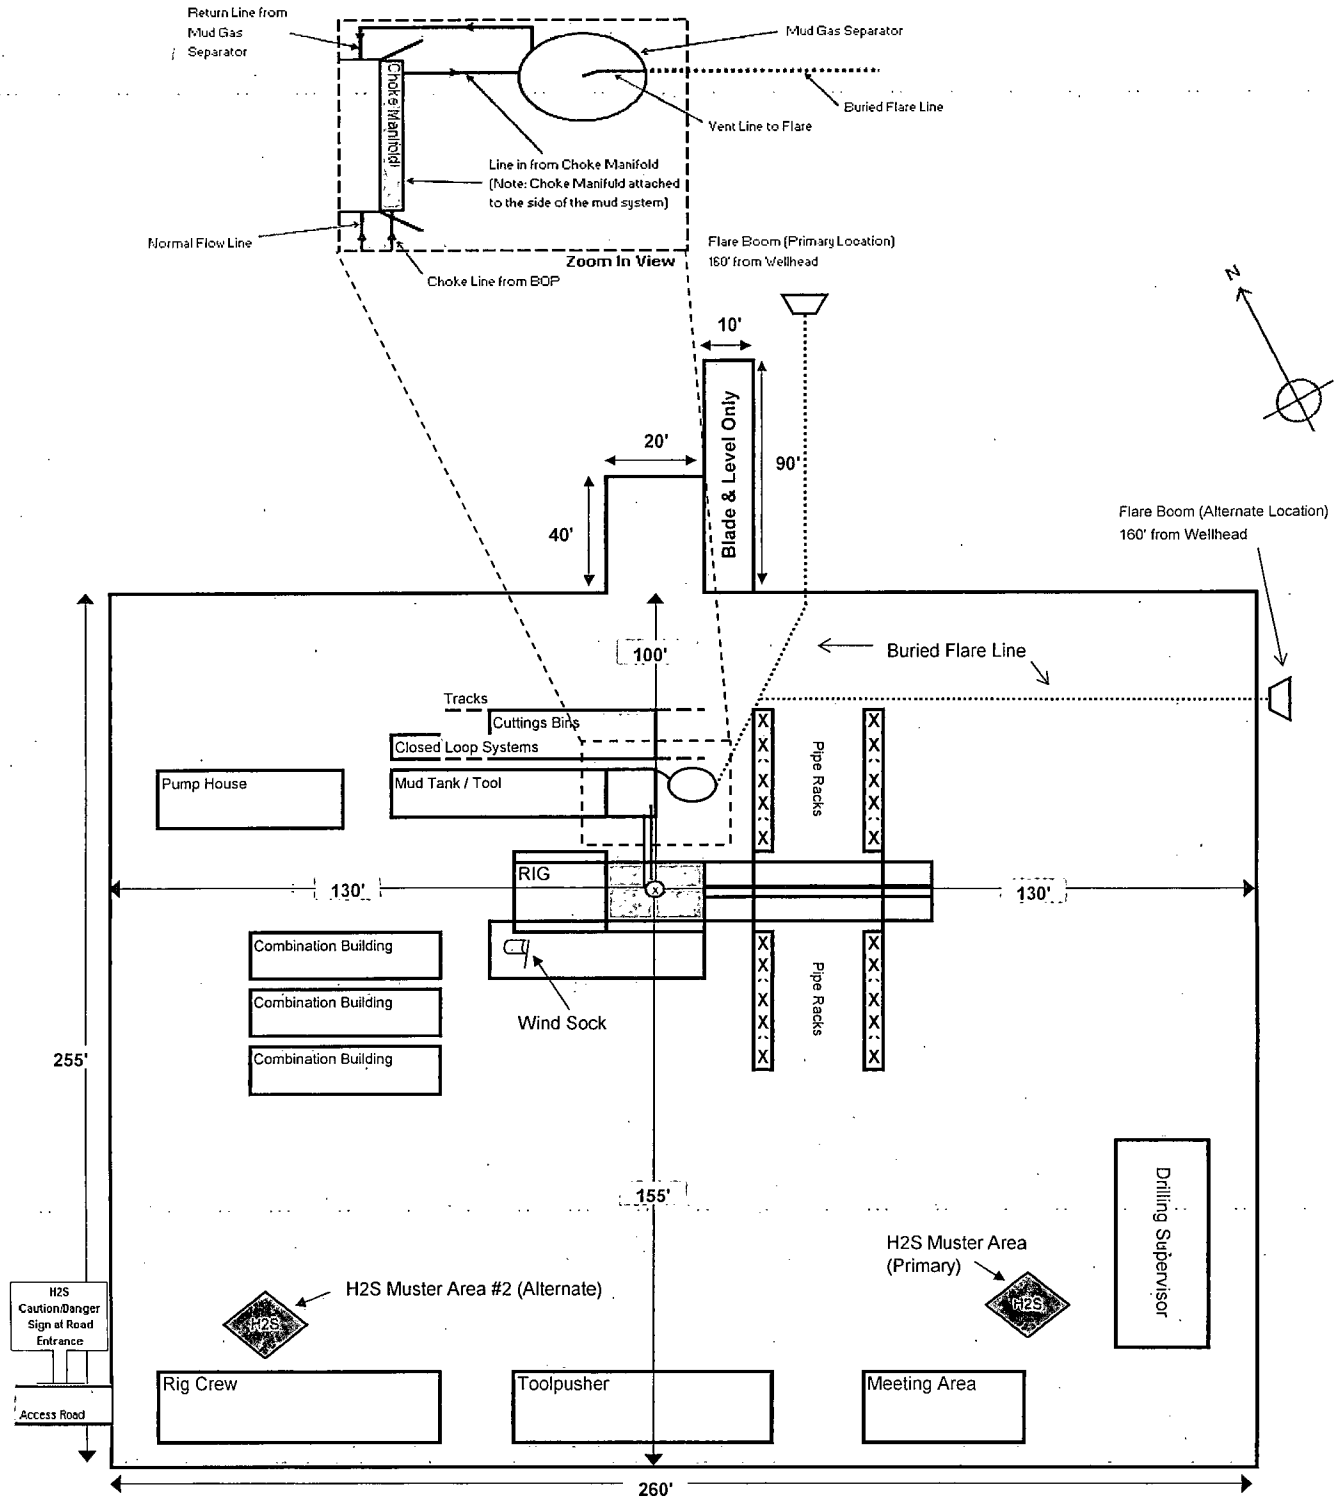 Return Line from
Mud Gas
Separator
Mud Gas Separator
Buried Flare Line
Vent Line to Flare
Choke Manifold
Line in from Choke Manifold
(Note: Choke Manifold attached
to the side of the mud system)
Normal Flow Line
Choke Line from BOP
Zoom In View
Flare Boom (Primary Location)
160' from Wellhead
N
10'
Blade & Level Only
90'
20'
40'
Flare Boom (Alternate Location)
160' from Wellhead
100'
Buried Flare Line
Tracks
Cuttings Bins
Closed Loop Systems
Mud Tank / Tool
Pump House
X
X
X
X
X
Pipe Racks
X
X
X
X
X
RIG
X
130'
130'
Combination Building
Combination Building
Combination Building
Wind Sock
X
X
X
X
X
Pipe Racks
X
X
X
X
X
255'
155'
Drilling Supervisor
H2S Muster Area
(Primary)
H2S
H2S Muster Area #2 (Alternate)
H2S
H2S
Caution/Danger
Sign at Road
Entrance
Access Road
Rig Crew
Toolpusher
Meeting Area
260'